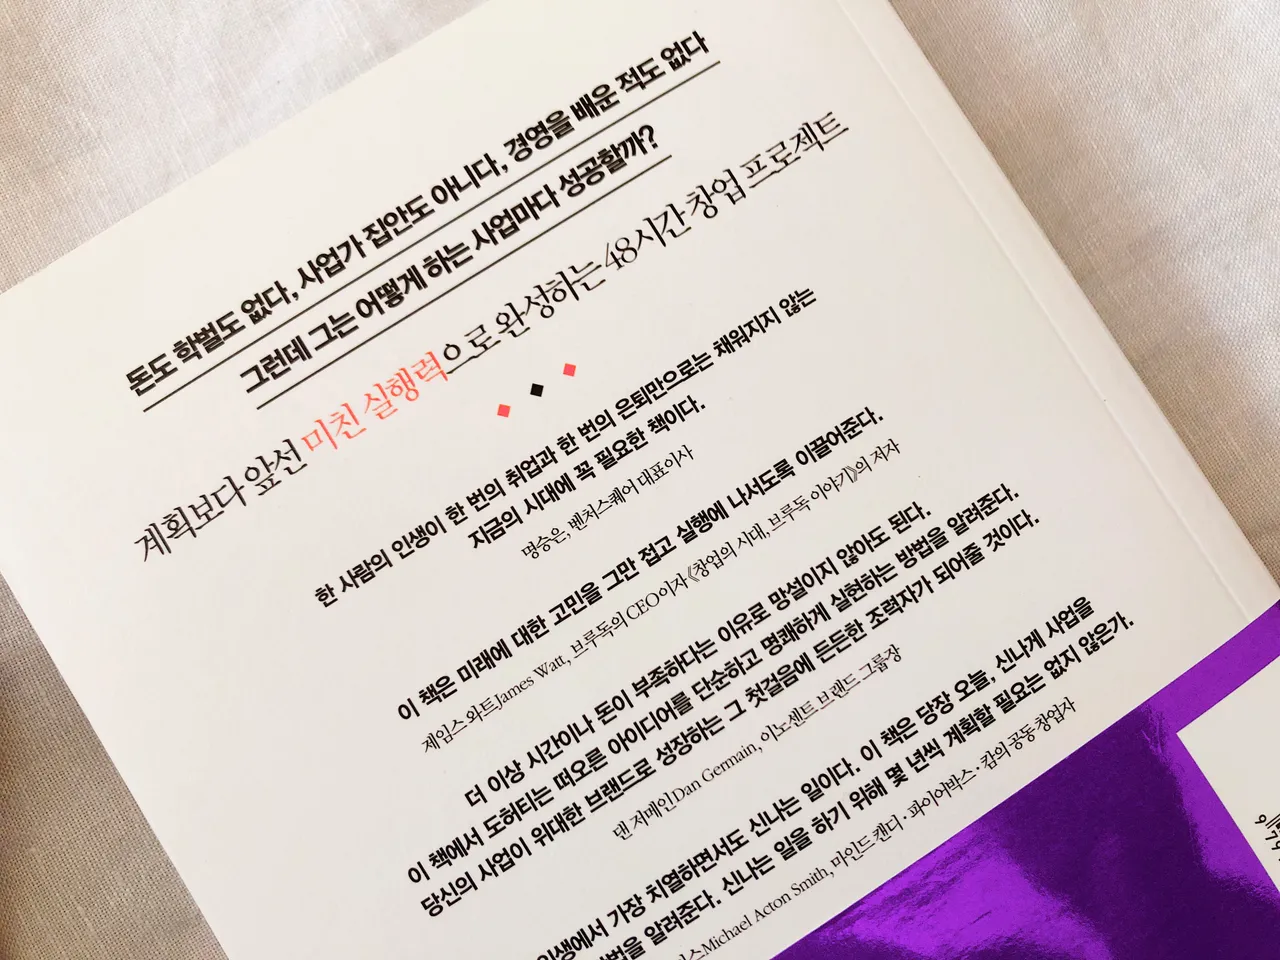 돈도 학벌도 없다, 사업가 집안도 아니다, 경영을 배운 적도 없다
그런데 그는 어떻게 하는 사업마다 성공할까?
계획보다 앞선 미친 실행력으로 완성하는 48시간 창업 프로젝트
한 사람의 인생이 한 번의 취업과 한 번의 은퇴만으로는 채워지지 않는
지금의 시대에 꼭 필요한 책이다.
명승은, 벤처스퀘어 대표이사
이 책은 미래에 대한 고민을 그만 접고 실행에 나서도록 이끌어준다.
제임스 와트James Watt, 브루독의 CEO이자 《창업의 시대, 브루독 이야기》의 저자
더 이상 시간이나 돈이 부족하다는 이유로 망설이지 않아도 된다.
이 책에서 도허티는 떠오른 아이디어를 단순하고 명쾌하게 실현하는 방법을 알려준다.
당신의 사업이 위대한 브랜드로 성장하는 그 첫걸음에 든든한 조력자가 되어줄 것이다.
댄 저메인Dan Germain, 이노센트 브랜드 그룹장
인생에서 가장 치열하면서도 신나는 일이다. 이 책은 당장 오늘, 신나게 사업을
법을 알려준다. 신나는 일을 하기 위해 몇 년씩 계획할 필요는 없지 않은가.
스Michael Acton Smith, 마인드캔디·파이어박스·캄의 공동창업자
979